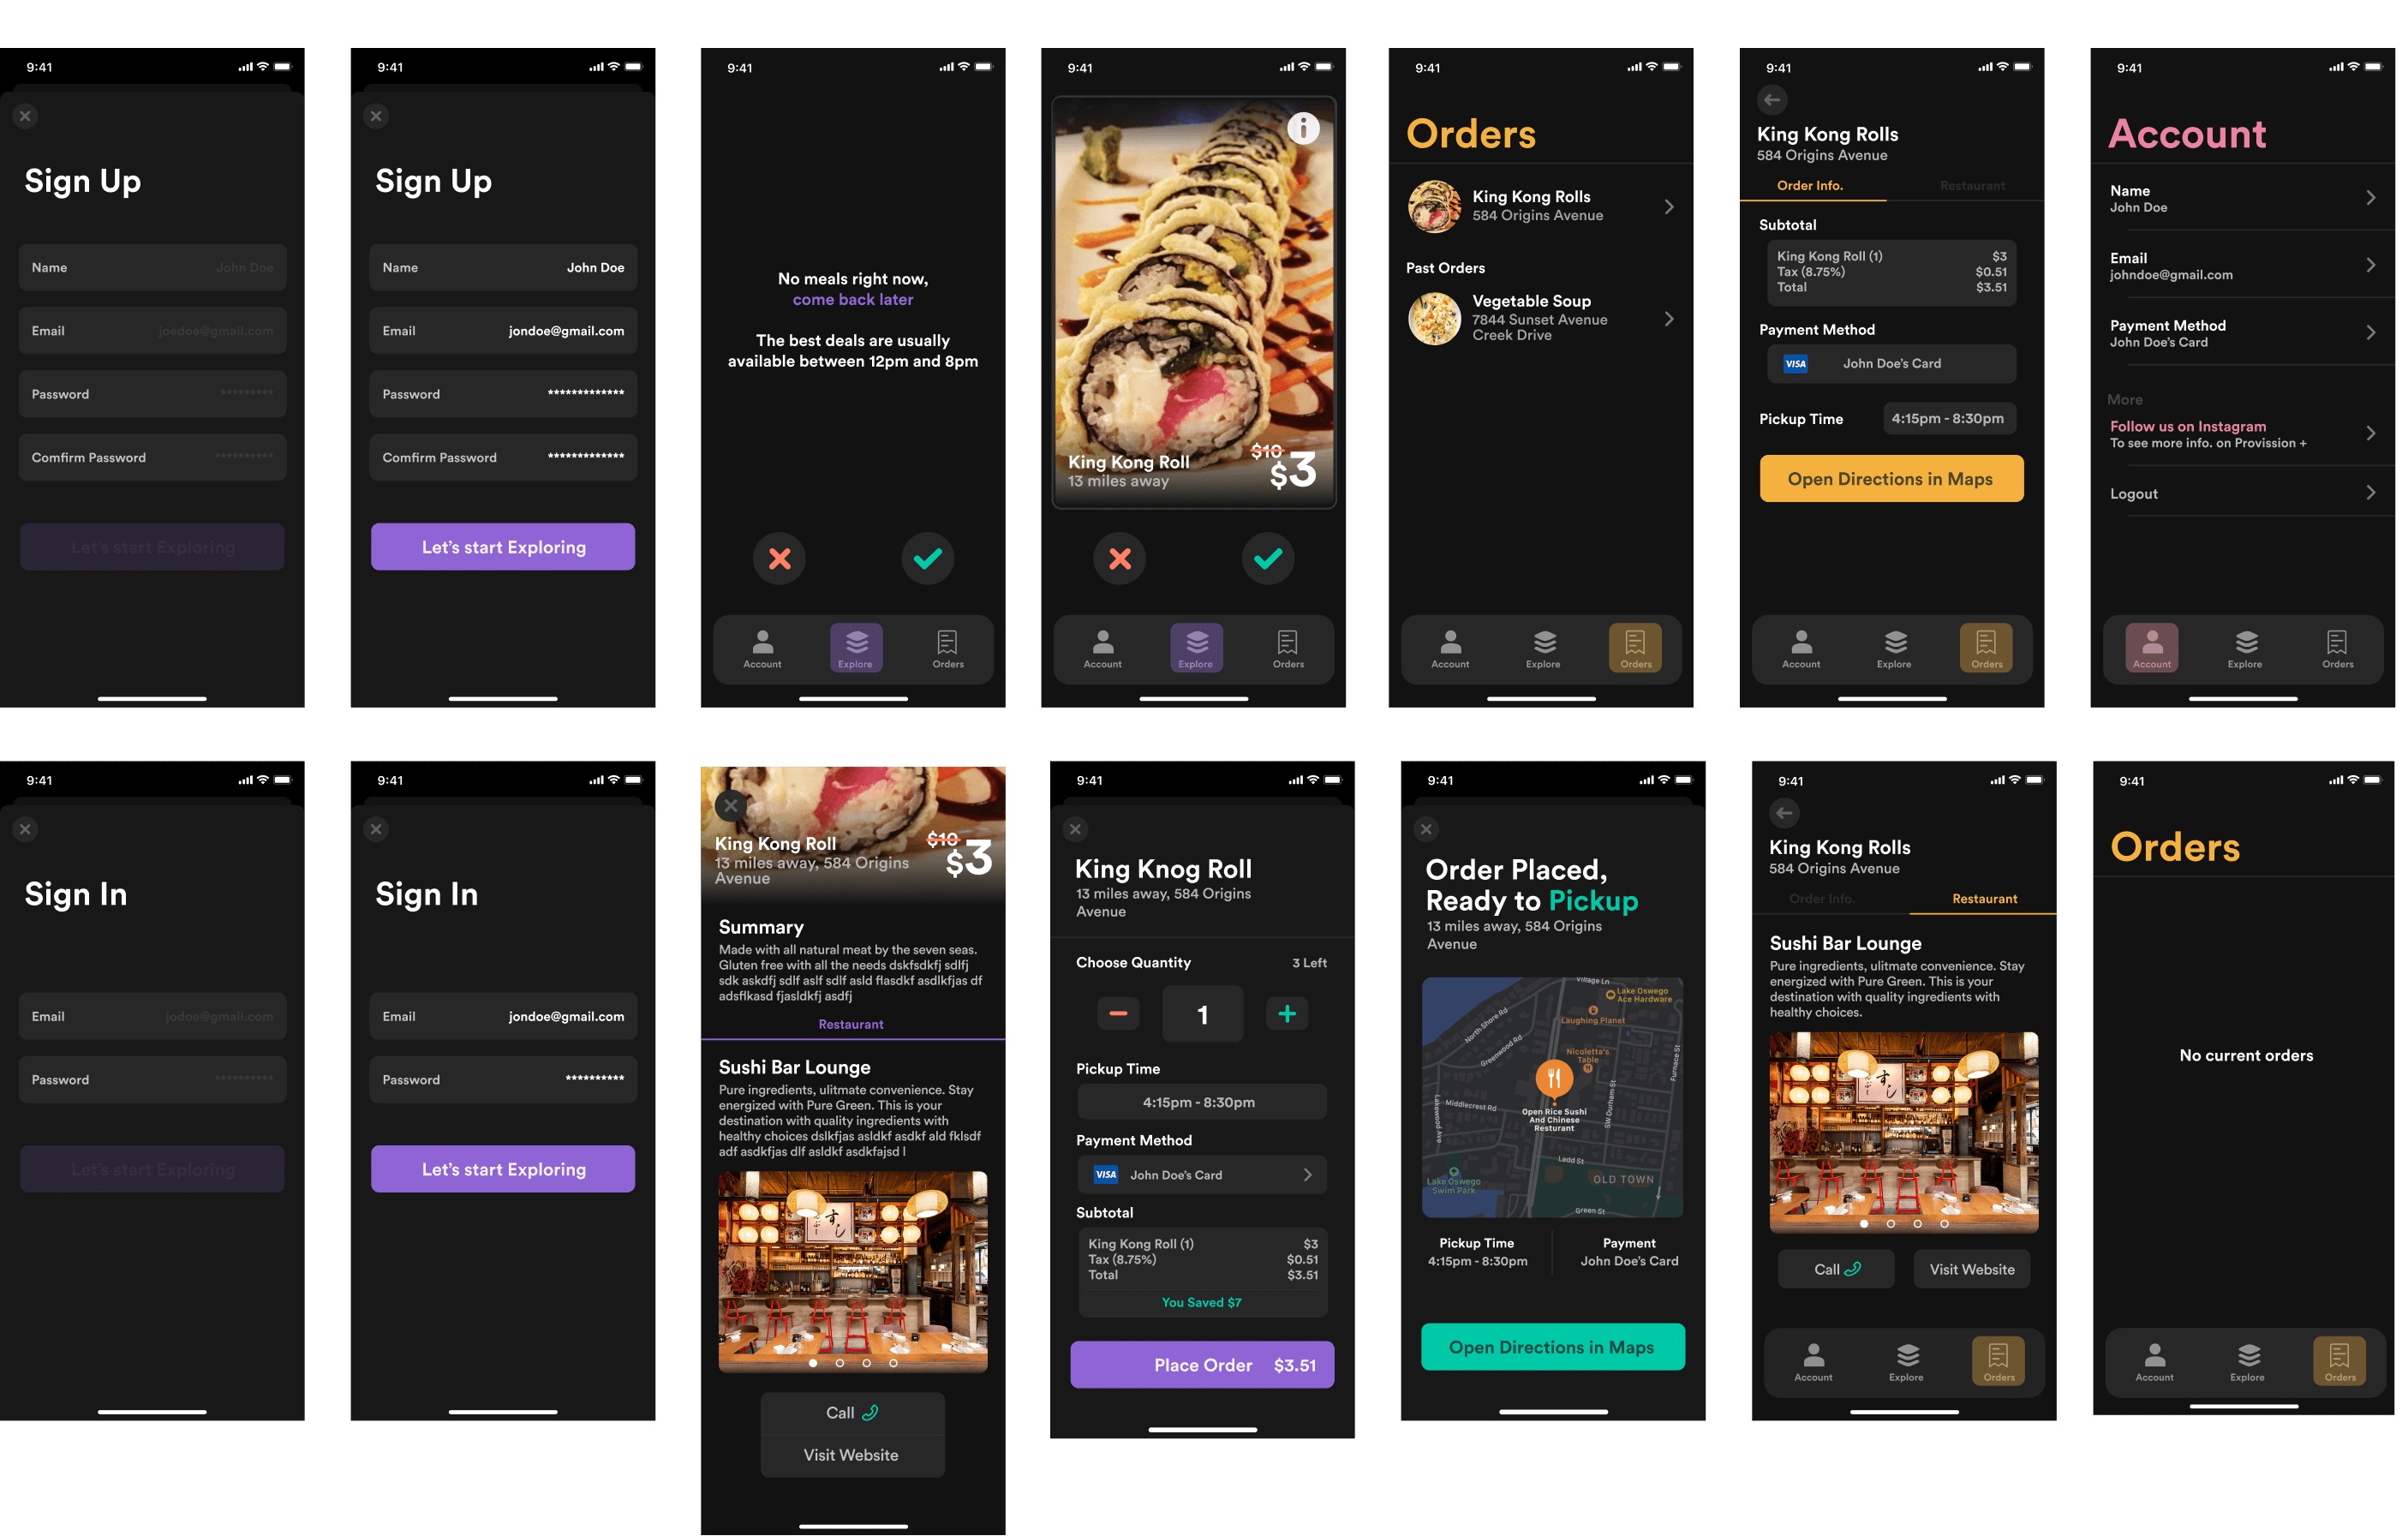 9:41
Sign Up
Name
John Doe
Email
joedoe@gmail.com
Password
*********
Comfirm Password
**********
Let's start Exploring
9:41
Sign Up
Name
John Doe
Email
jondoe@gmail.com
Password
*************
Comfirm Password
*************
Let's start Exploring
9:41
No meals right now,
come back later
The best deals are usually
available between 12pm and 8pm
Account
Explore
Orders
9:41
King Kong Roll
13 miles away
$10
$3
Account
Explore
Orders
9:41
Orders
King Kong Rolls
584 Origins Avenue
Past Orders
Vegetable Soup
7844 Sunset Avenue
Creek Drive
Account
Explore
Orders
9:41
King Kong Rolls
584 Origins Avenue
Order Info.
Restaurant
Subtotal
King Kong Roll (1) $3
Tax (8.75%) $0.51
Total $3.51
Payment Method
VISA
John Doe's Card
Pickup Time
4:15pm - 8:30pm
Open Directions in Maps
Account
Explore
Orders
9:41
Account
Name
John Doe
Email
johndoe@gmail.com
Payment Method
John Doe's Card
More
Follow us on Instagram
To see more info. on Provission +
Logout
Account
Explore
Orders
9:41
Sign In
Email
jodoe@gmail.com
Password
**********
Let's start Exploring
9:41
Sign In
Email
jondoe@gmail.com
Password
**********
Let's start Exploring
King Kong Roll
13 miles away, 584 Origins
Avenue
$10
$3
Summary
Made with all natural meat by the seven seas.
Gluten free with all the needs dskfsdkfj sdlfj
sdk askdfj sdlf aslf sdlf asld flasdkf asdlkfjas df
adsflkasd fjasldkfj asdfj
Restaurant
Sushi Bar Lounge
Pure ingredients, ulitmate convenience. Stay
energized with Pure Green. This is your
destination with quality ingredients with
healthy choices dslkfjas asldkf asdkf ald fklsdf
adf asdkfjas dlf asldkf asdkfajsd l
すし
Call
Visit Website
9:41
King Knog Roll
13 miles away, 584 Origins
Avenue
Choose Quantity
3 Left
1
Pickup Time
4:15pm - 8:30pm
Payment Method
VISA
John Doe's Card
Subtotal
King Kong Roll (1) $3
Tax (8.75%) $0.51
Total $3.51
You Saved $7
Place Order $3.51
9:41
Order Placed,
Ready to Pickup
13 miles away, 584 Origins
Avenue
Village Ln
Lake Oswego
Ace Hardware
Laughing Planet
North Shore Rd
Greenwood Rd
Nicoletta's
Table
Furnace St
Middlecrest Rd
Lakewood Ave
Open Rice Sushi
And Chinese
Resturant
SW Durham St
Ladd St
Lake Oswego
Swim Park
OLD TOWN
Green St
Pickup Time
4:15pm - 8:30pm
Payment
John Doe's Card
Open Directions in Maps
9:41
King Kong Rolls
584 Origins Avenue
Order Info.
Restaurant
Sushi Bar Lounge
Pure ingredients, ulitmate convenience. Stay
energized with Pure Green. This is your
destination with quality ingredients with
healthy choices.
すし
Call
Visit Website
Account
Explore
Orders
9:41
Orders
No current orders
Account
Explore
Orders